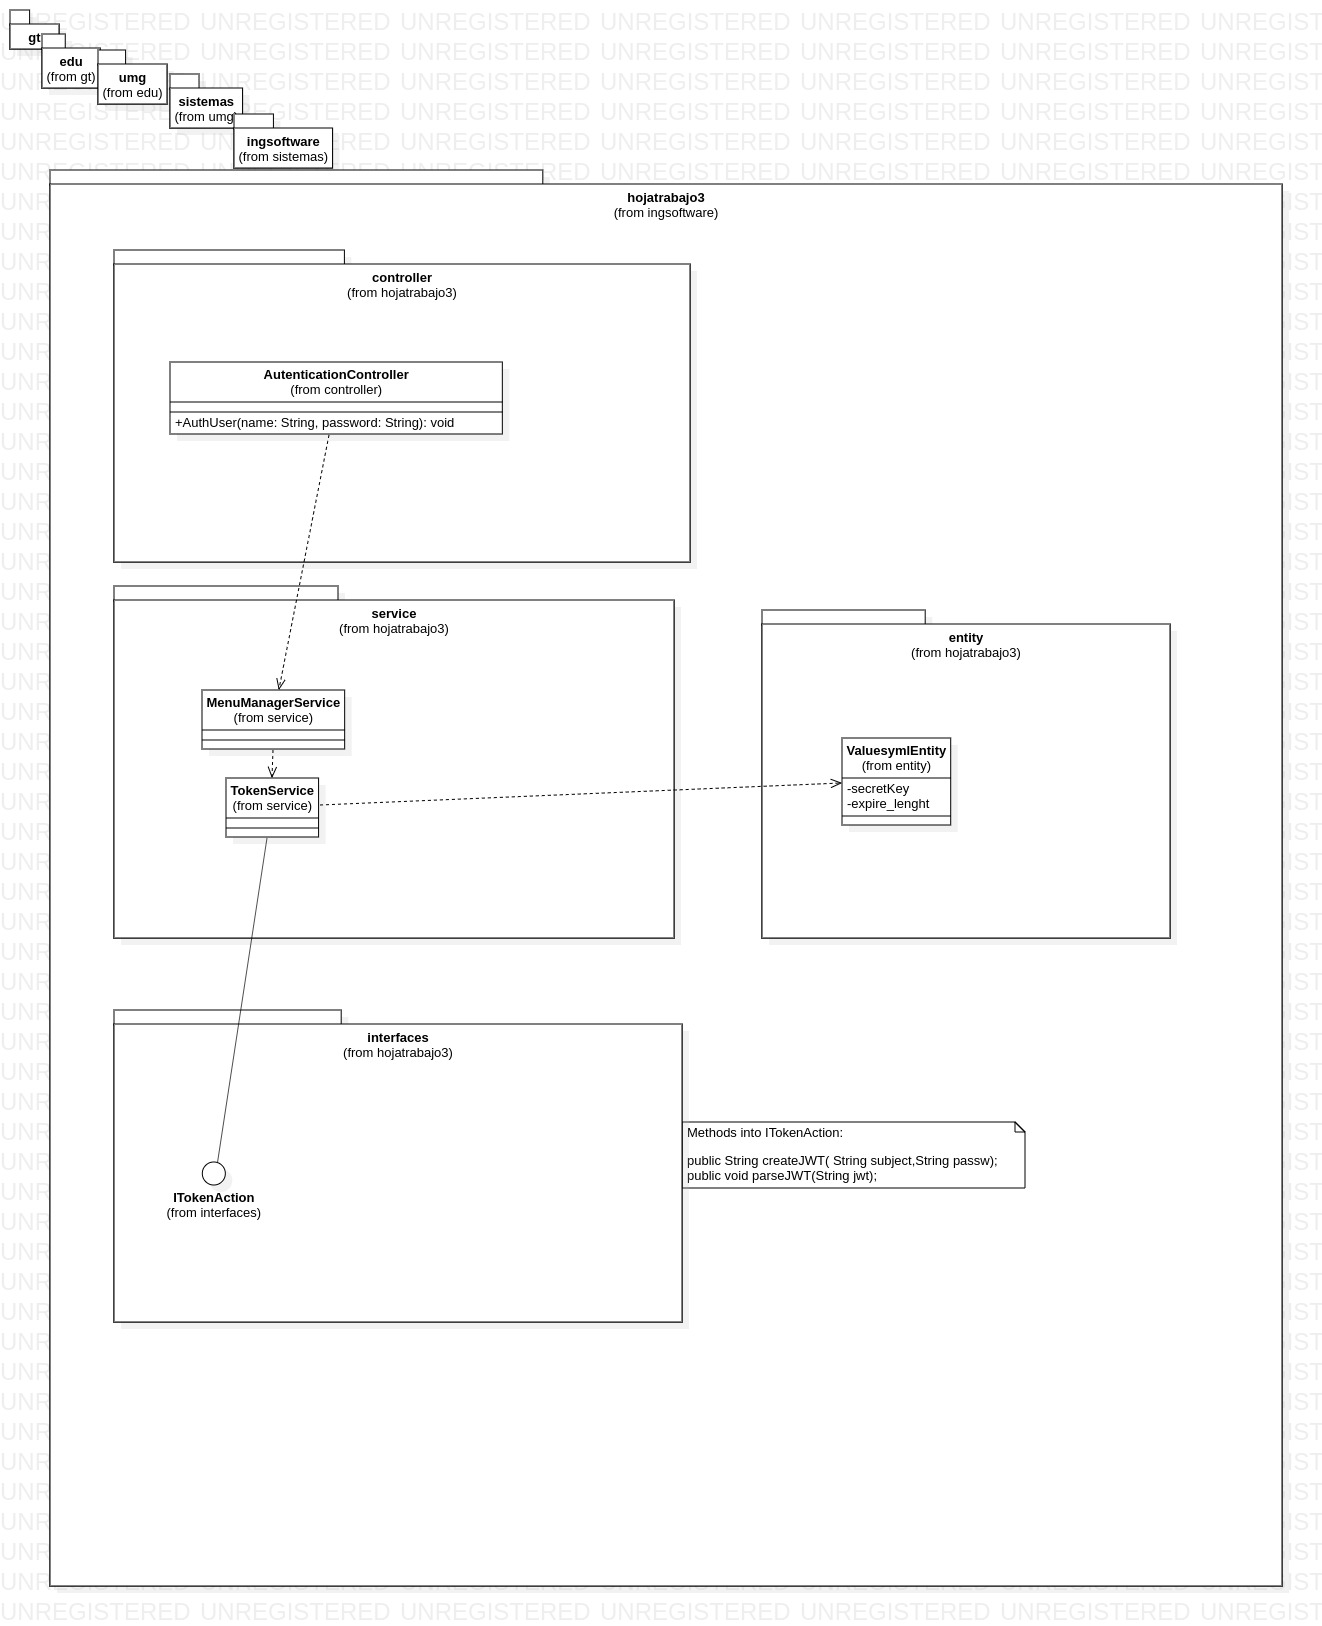 gt
edu
(from gt)
umg
(from edu)
sistemas
(from umg
ingsoftware
(from sistemas)
hojatrabajo3
(from ingsoftware)
controller
(from hojatrabajo3)
AutenticationController
(from controller)
+AuthUser(name: String, password: String): void
service
(from hojatrabajo3)
entity
(from hojatrabajo3)
MenuManagerService
(from service)
ValuesymlEntity
(from entity)
-secretKey
-expire_lenght
TokenService
(from service)
interfaces
(from hojatrabajo3)
Methods into ITokenAction:
public String createJWT( String subject,String passw);
public void parseJWT(String jwt);
ITokenAction
(from interfaces)
UNREGISTERED UNREGISTERED UNREGISTERED UNREGISTERED UNREGISTERED UNREGISTERED UNREGIST